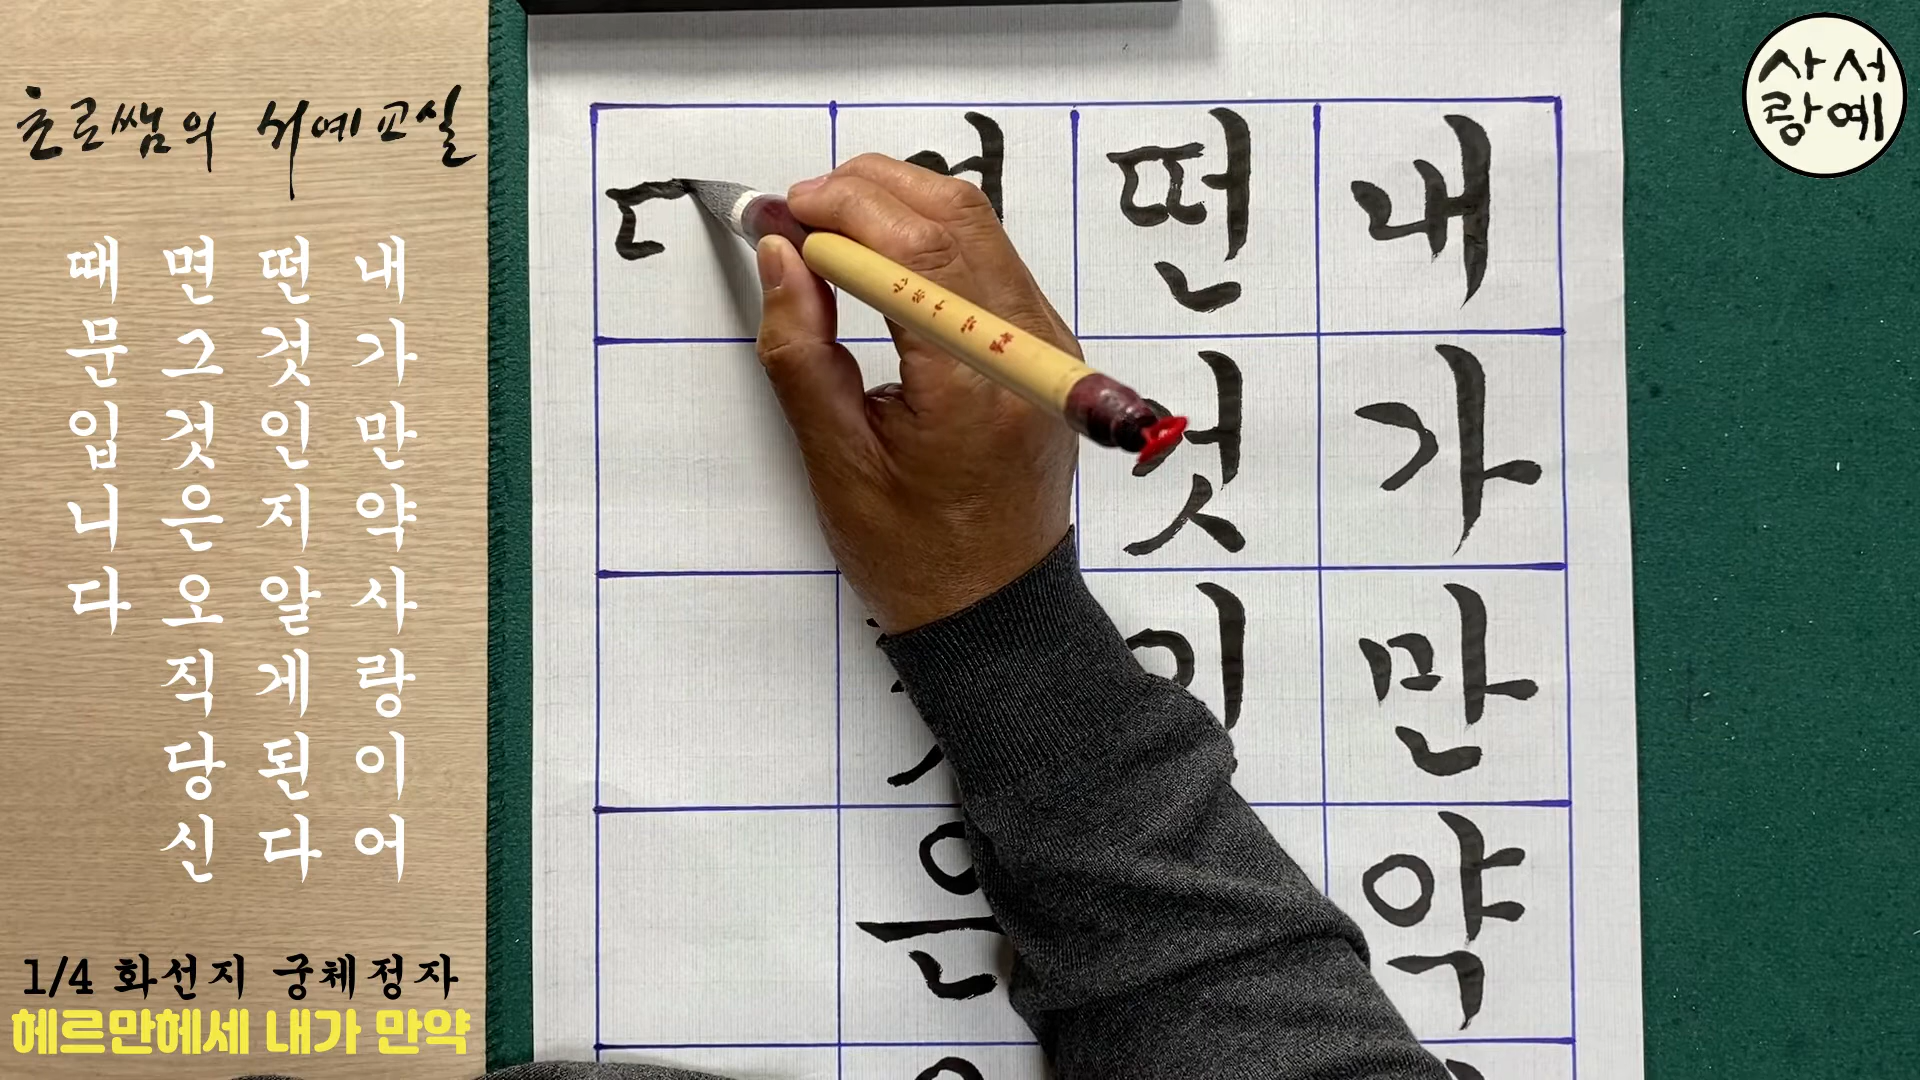 초로쌤의 서예교실
내가만약사랑이어
떤것인지알게된다
면그것은오직당신
때문입니다
1/4 화선지 궁체정자
헤르만헤세 내가 만약
서예
사랑
내가만약
떤것인
은